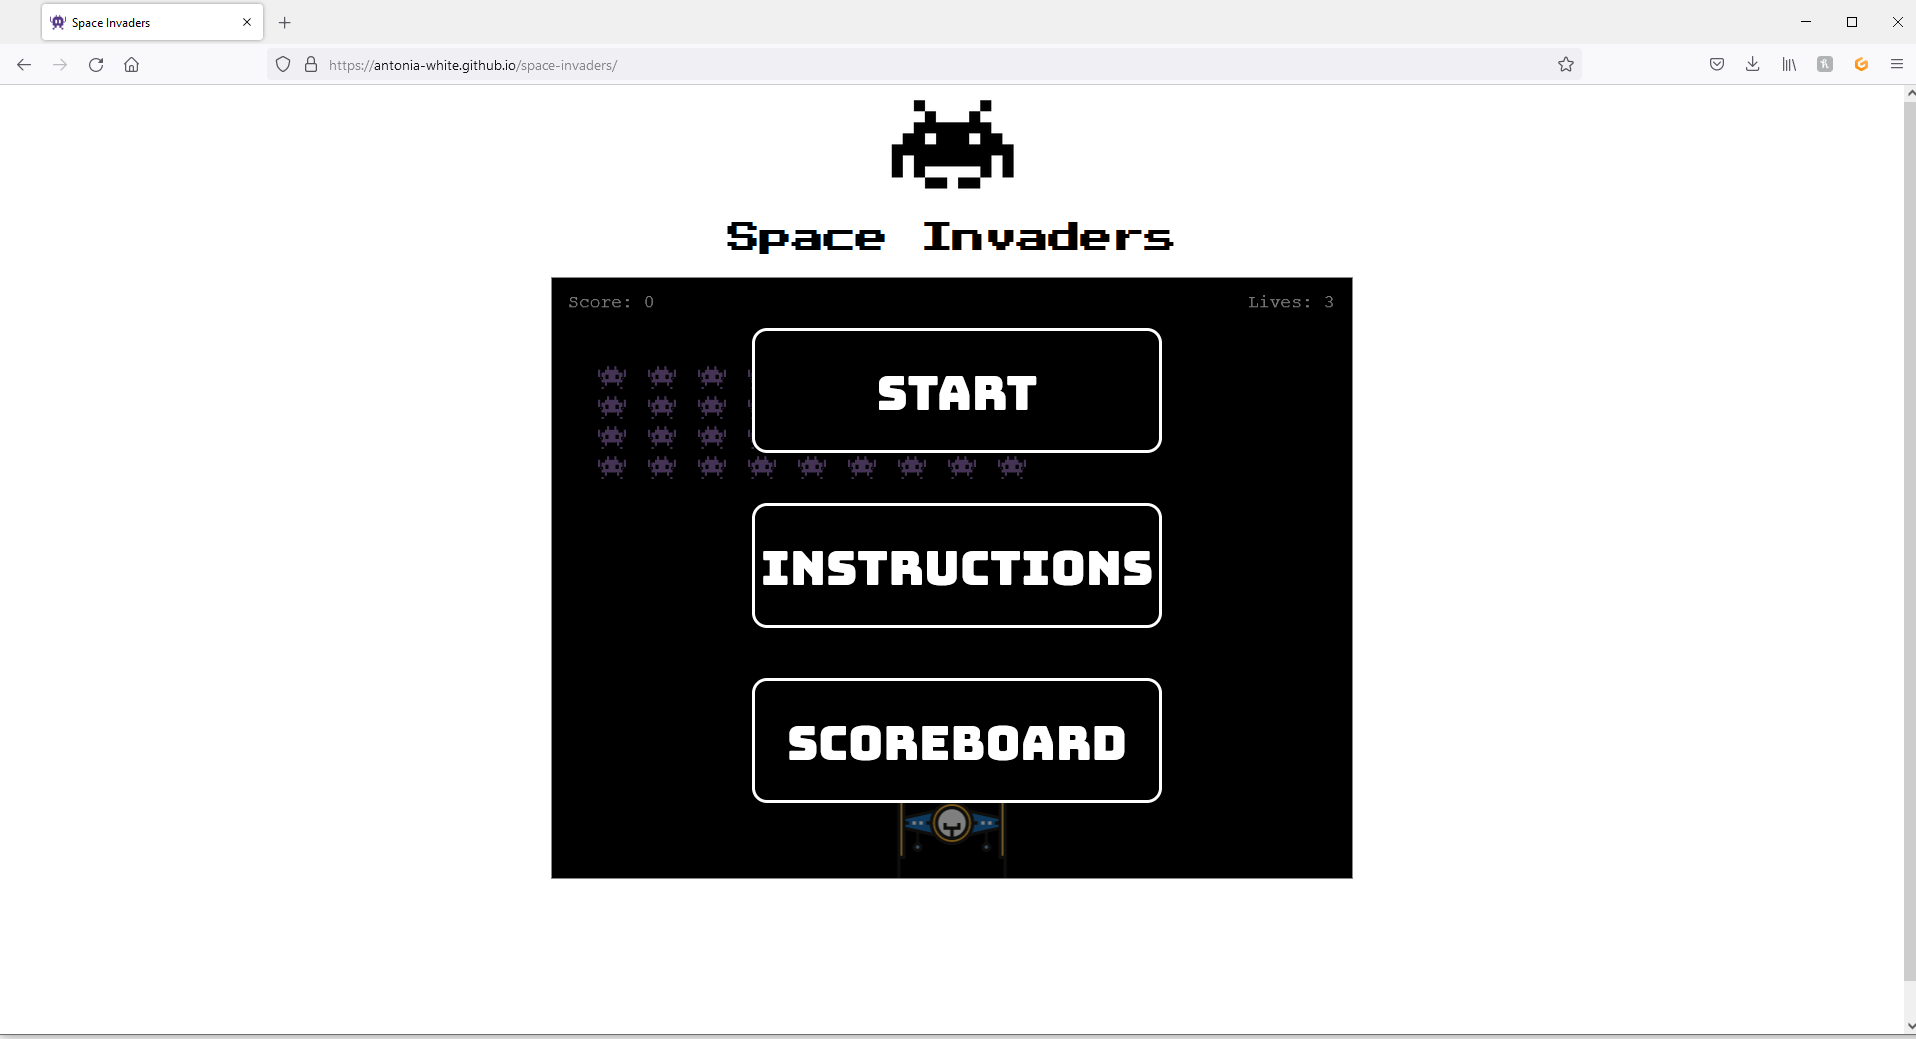 Space Invaders
https://antonia-white.github.io/space-invaders/
Space Invaders
Score: 0
Lives: 3
START
INSTRUCTIONS
SCOREBOARD